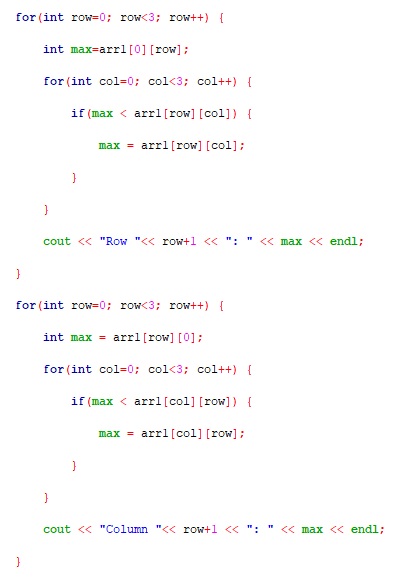 for(int row=0; row<3; row++) {
int max=arr1[0][row];
for(int col=0; col<3; col++) {
if(max < arr1[row][col]) {
max = arr1[row][col];
}
}
cout << "Row "<< row+1 << ": " << max << endl;
}
for(int row=0; row<3; row++) {
int max = arr1[row][0];
for(int col=0; col<3; col++) {
if(max < arr1[col][row]) {
max = arr1[col][row];
}
}
cout << "Column "<< row+1 << ": " << max << endl;
}